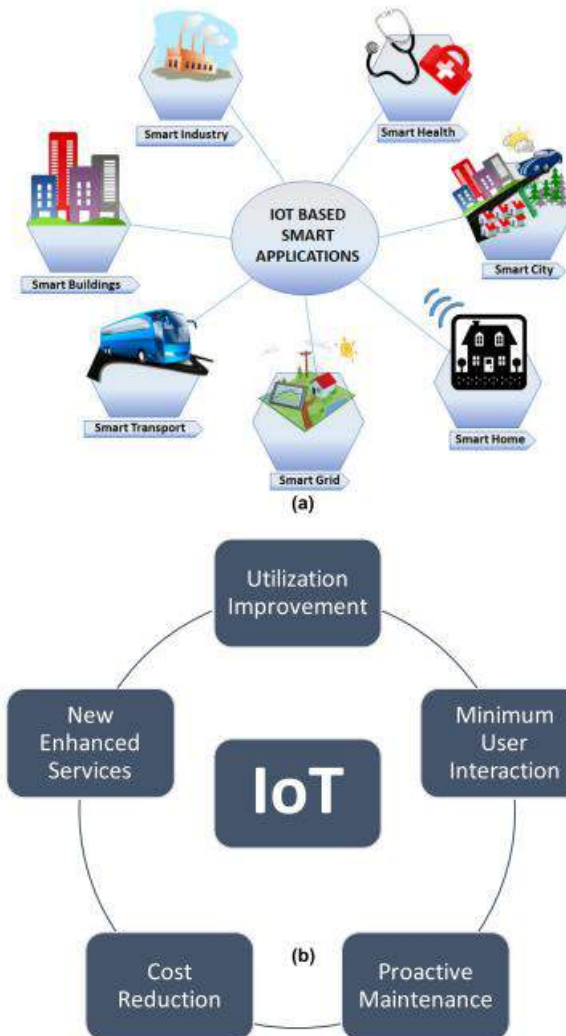 Smart Industry
Smart Health
IOT BASED
SMART
APPLICATIONS
Smart Buildings
Smart City
Smart Transport
Smart Home
Smart Grid
(a)
Utilization
Improvement
New
Enhanced
Services
Minimum
User
Interaction
IoT
Cost
Reduction
(b)
Proactive
Maintenance